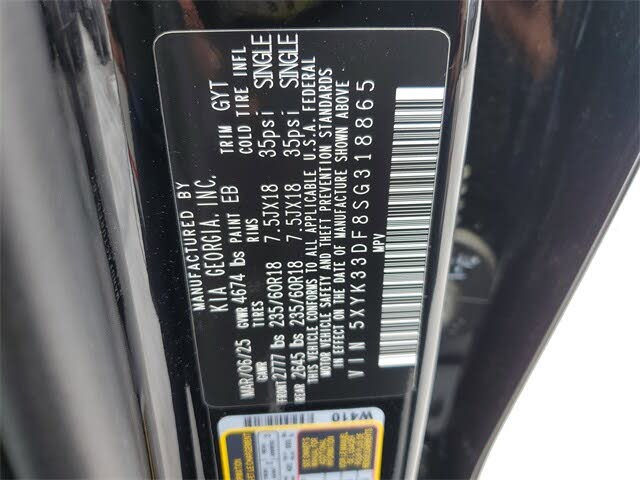 MANUFACTURED BY
KIA GEORGIA, INC.
MAR/06/25 GVWR 4674 lbs PAINT EB TRIM GYT
GAWR TIRES RIMS COLD TIRE INFL
FRONT 2777 lbs 235/60R18 7.5JX18 35psi SINGLE
REAR 2645 lbs 235/60R18 7.5JX18 35psi SINGLE
THIS VEHICLE CONFORMS TO ALL APPLICABLE U.S.A. FEDERAL
MOTOR VEHICLE SAFETY AND THEFT PREVENTION STANDARDS
IN EFFECT ON THE DATE OF MANUFACTURE SHOWN ABOVE
VIN 5XYK33DF8SG318865
MPV
W410